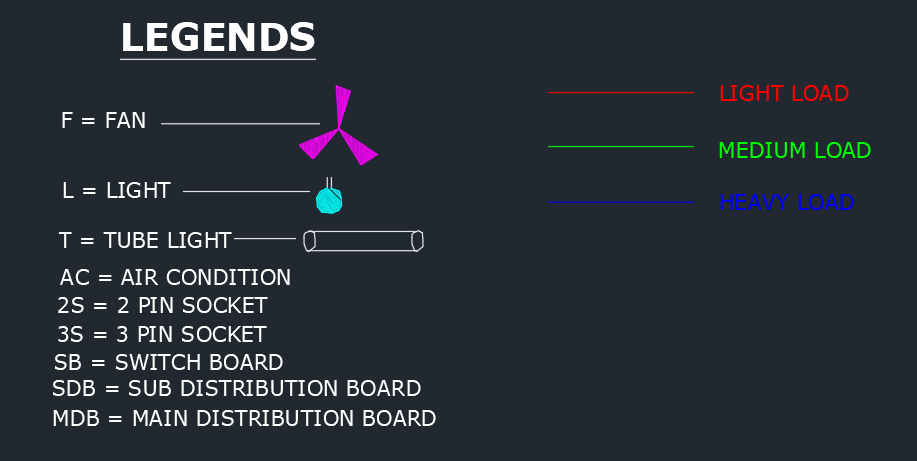 LEGENDS
F = FAN
L = LIGHT
T = TUBE LIGHT
AC = AIR CONDITION
2S = 2 PIN SOCKET
3S = 3 PIN SOCKET
SB = SWITCH BOARD
SDB = SUB DISTRIBUTION BOARD
MDB = MAIN DISTRIBUTION BOARD
LIGHT LOAD
MEDIUM LOAD
HEAVY LOAD